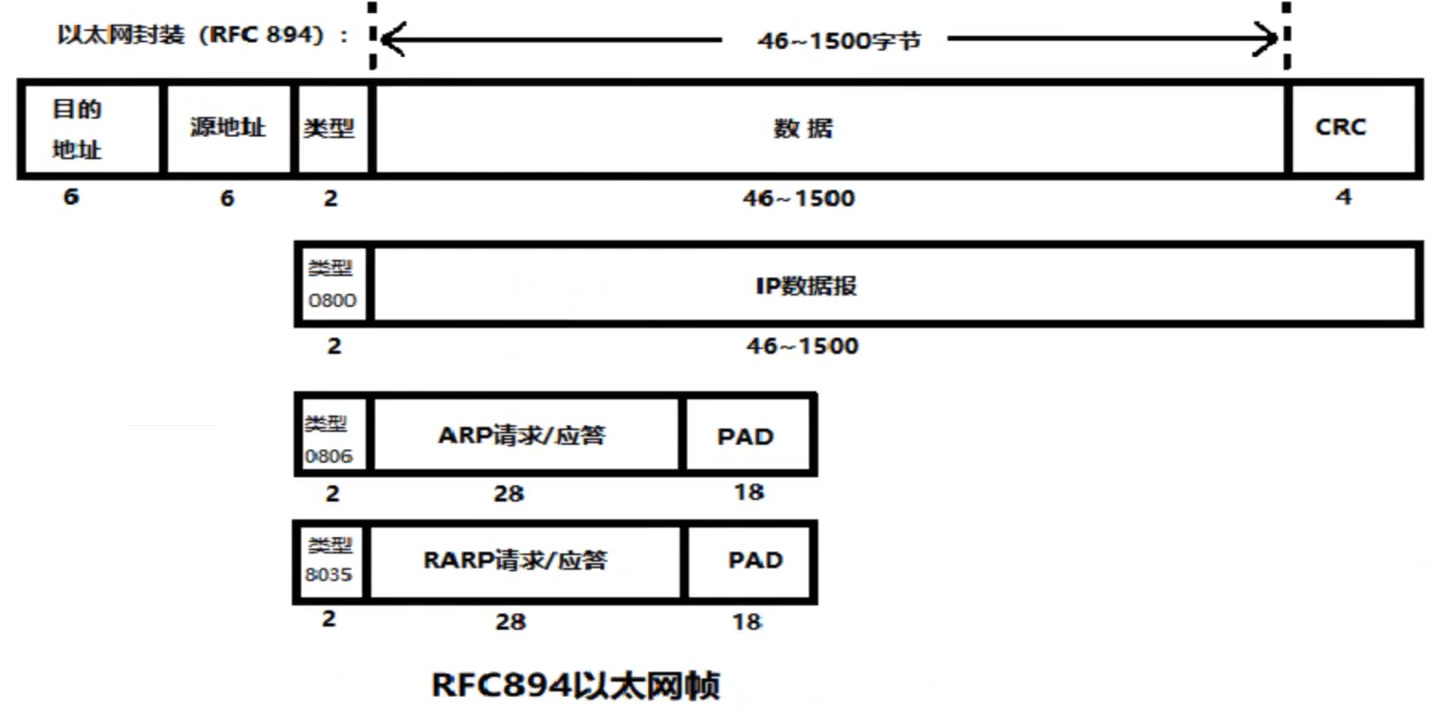 以太网封装（RFC 894）：
46~1500字节
目的
地址
源地址
类型
数 据
CRC
6
6
2
46~1500
4
类型
0800
IP数据报
2
46~1500
类型
0806
ARP请求/应答
PAD
2
28
18
类型
8035
RARP请求/应答
PAD
2
28
18
RFC894以太网帧